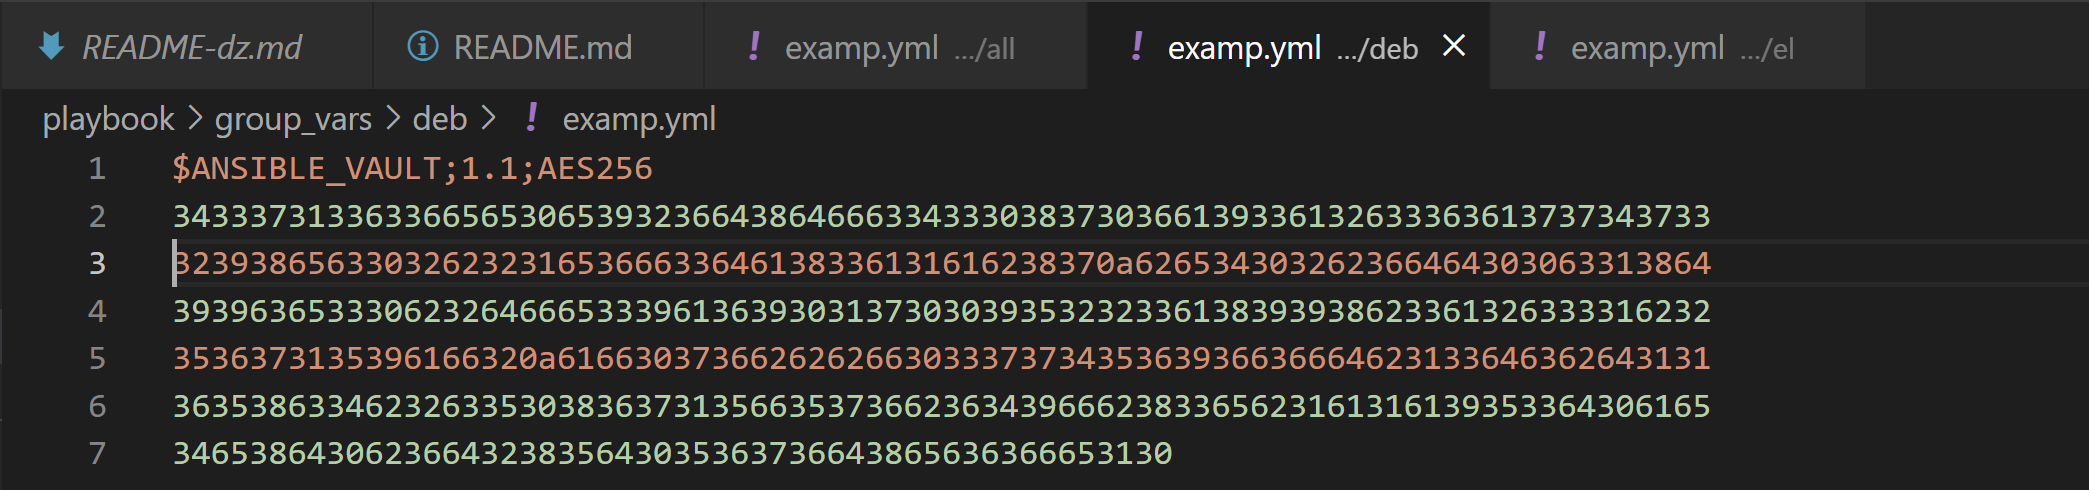 README-dz.md README.md ! examp.yml .../all ! examp.yml .../deb × ! examp.yml .../el
playbook > group_vars > deb > ! examp.yml
1 $ANSIBLE_VAULT;1.1;AES256
2 34333731336336656530653932366438646663343330383730366139336132633363613737343733
3 3239386563303262323165366633646138336131616238370a626534303262366464303063313864
4 39396365333062326466653339613639303137303039353232336138393938623361326333316232
5 3536373135396166320a616630373662626266303337373435363936636664623133646362643131
6 36353863346232633530383637313566353736623634396662383365623161316139353364306165
7 3465386430623664323835643035363736643865636366653130